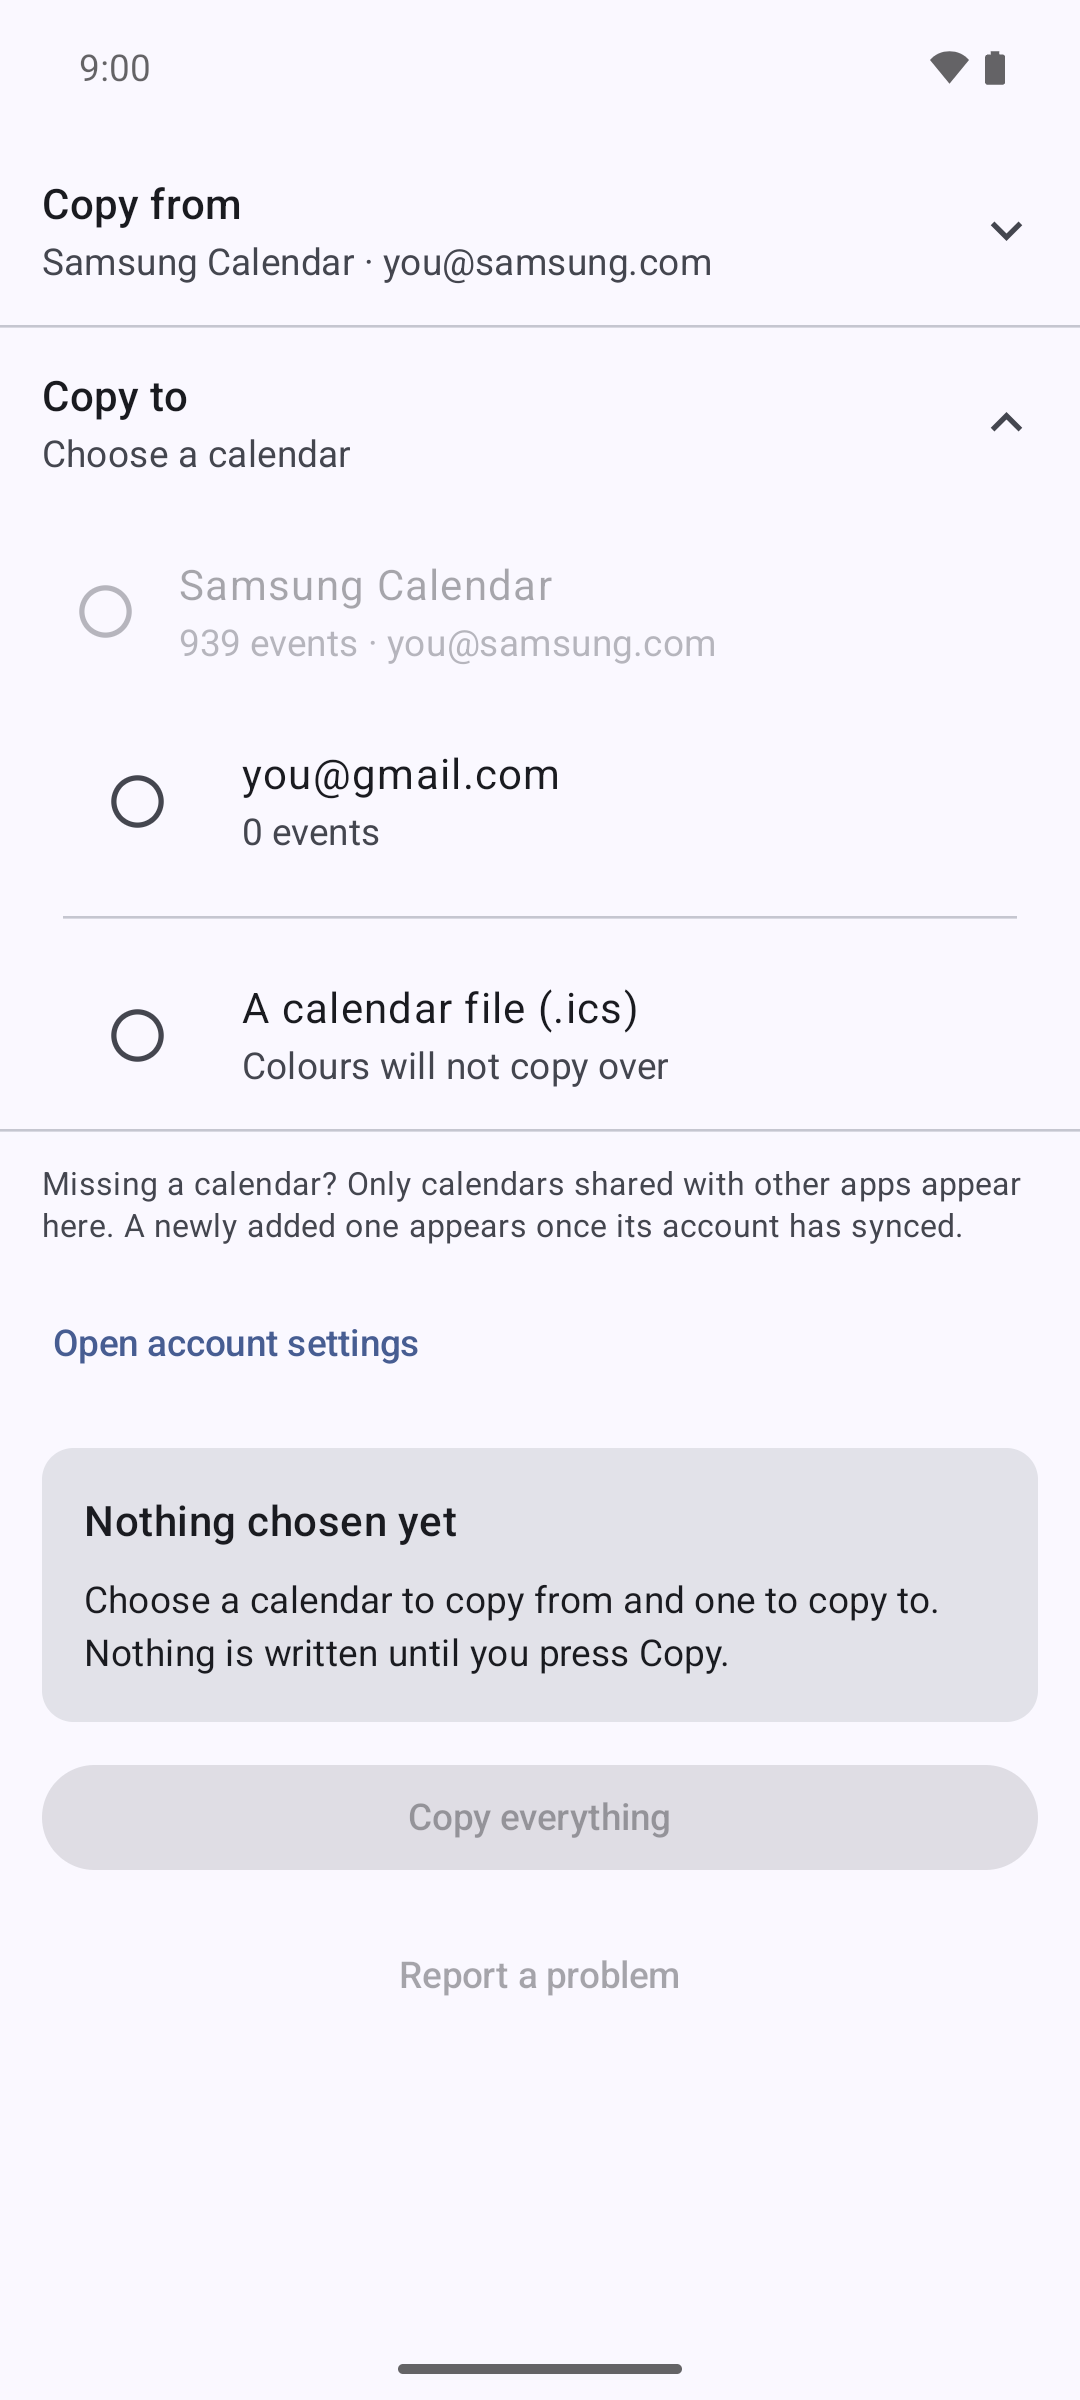 9:00
Copy from
Samsung Calendar · you@samsung.com
Copy to
Choose a calendar
Samsung Calendar
939 events · you@samsung.com
you@gmail.com
0 events
A calendar file (.ics)
Colours will not copy over
Missing a calendar? Only calendars shared with other apps appear
here. A newly added one appears once its account has synced.
Open account settings
Nothing chosen yet
Choose a calendar to copy from and one to copy to.
Nothing is written until you press Copy.
Copy everything
Report a problem